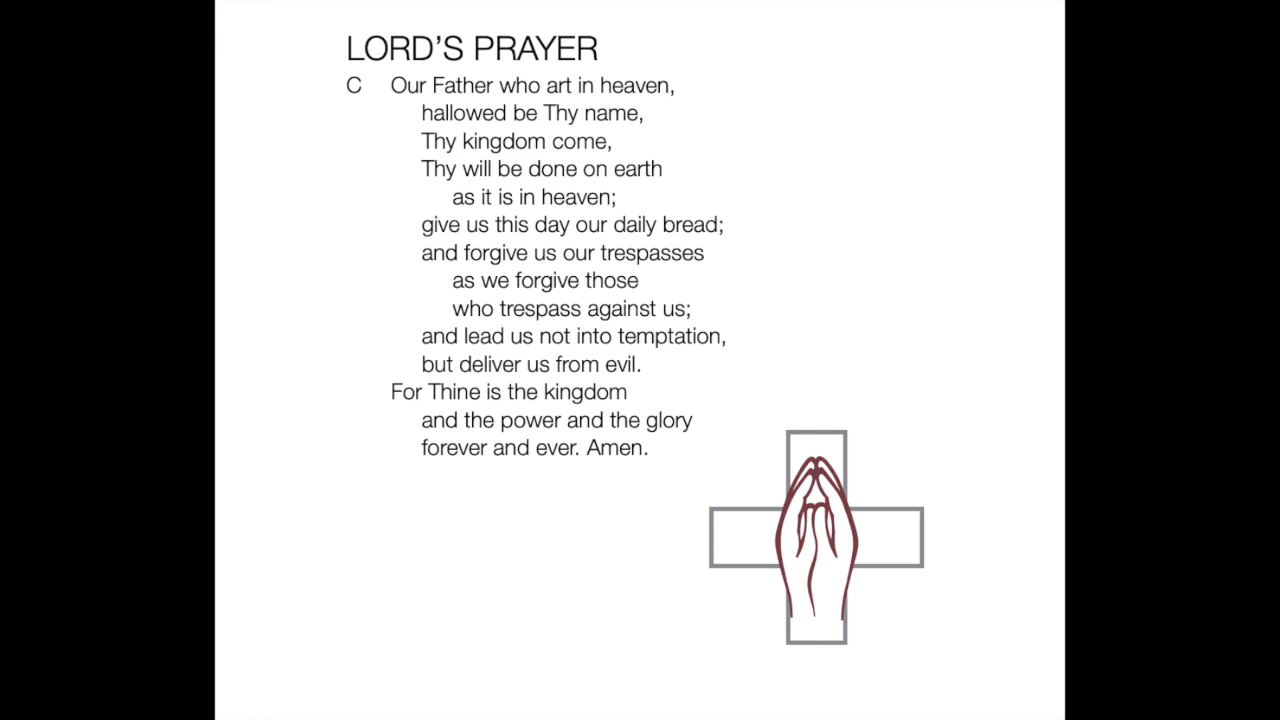 LORD’S PRAYER
C Our Father who art in heaven,
hallowed be Thy name,
Thy kingdom come,
Thy will be done on earth
as it is in heaven;
give us this day our daily bread;
and forgive us our trespasses
as we forgive those
who trespass against us;
and lead us not into temptation,
but deliver us from evil.
For Thine is the kingdom
and the power and the glory
forever and ever. Amen.